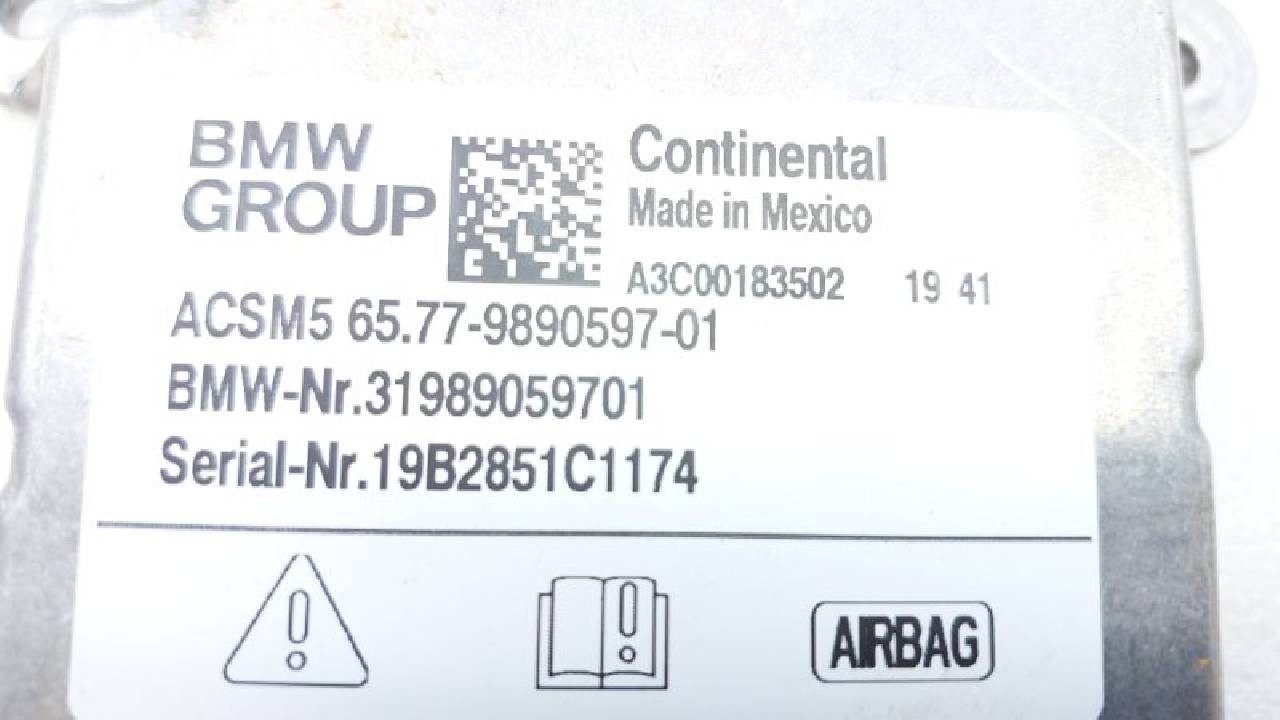 BMW
GROUP
Continental
Made in Mexico
A3C00183502 19 41
ACSM5 65.77-9890597-01
BMW-Nr.31989059701
Serial-Nr.19B2851C1174
AIRBAG